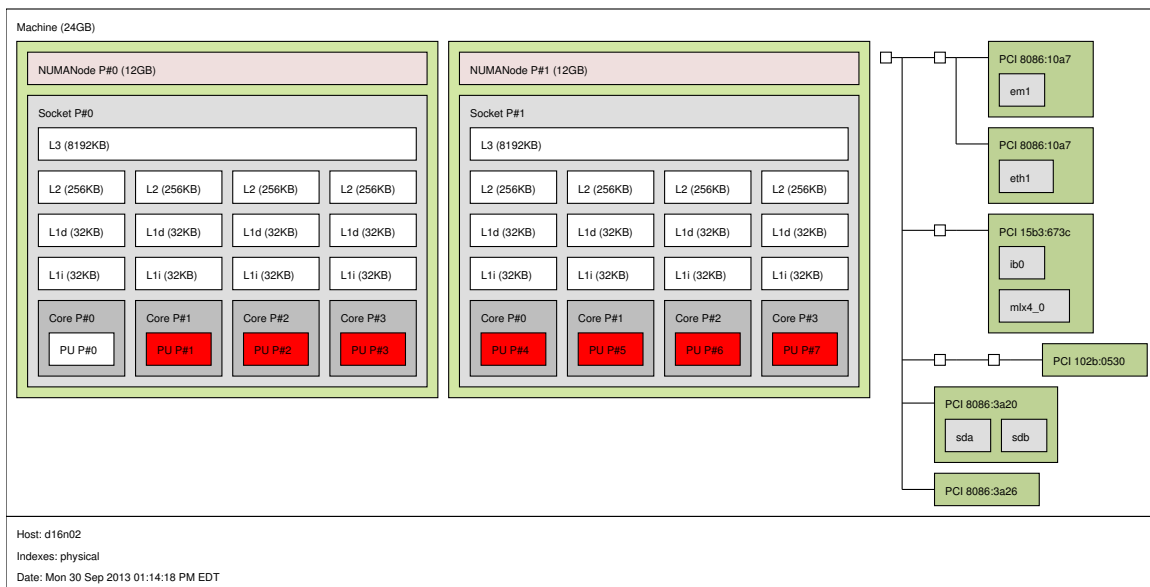 Machine (24GB)
NUMANode P#0 (12GB)
Socket P#0
L3 (8192KB)
L2 (256KB) L2 (256KB) L2 (256KB) L2 (256KB)
L1d (32KB) L1d (32KB) L1d (32KB) L1d (32KB)
L1i (32KB) L1i (32KB) L1i (32KB) L1i (32KB)
Core P#0 Core P#1 Core P#2 Core P#3
PU P#0 PU P#1 PU P#2 PU P#3
NUMANode P#1 (12GB)
Socket P#1
L3 (8192KB)
L2 (256KB) L2 (256KB) L2 (256KB) L2 (256KB)
L1d (32KB) L1d (32KB) L1d (32KB) L1d (32KB)
L1i (32KB) L1i (32KB) L1i (32KB) L1i (32KB)
Core P#0 Core P#1 Core P#2 Core P#3
PU P#4 PU P#5 PU P#6 PU P#7
PCI 8086:10a7
em1
PCI 8086:10a7
eth1
PCI 15b3:673c
ib0
mlx4_0
PCI 102b:0530
PCI 8086:3a20
sda sdb
PCI 8086:3a26
Host: d16n02
Indexes: physical
Date: Mon 30 Sep 2013 01:14:18 PM EDT